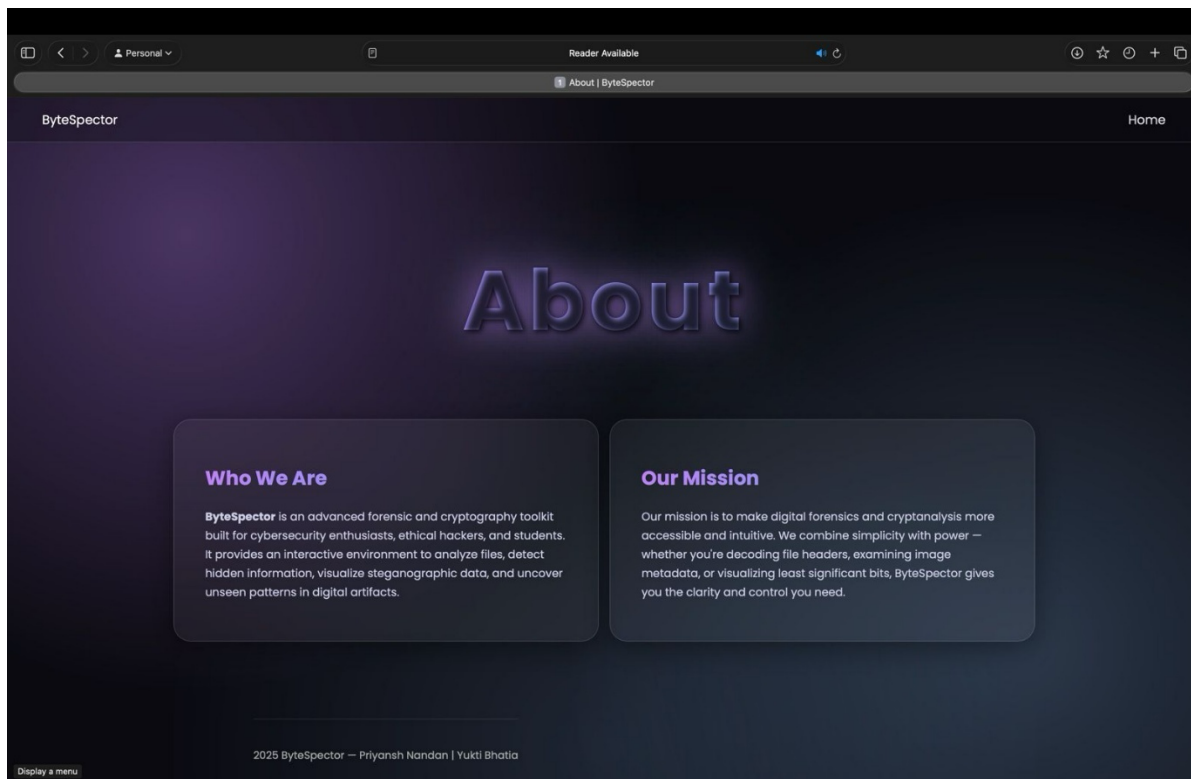 Personal
Reader Available
1 About | ByteSpector
ByteSpector
Home
About
Who We Are
ByteSpector is an advanced forensic and cryptography toolkit
built for cybersecurity enthusiasts, ethical hackers, and students.
It provides an interactive environment to analyze files, detect
hidden information, visualize steganographic data, and uncover
unseen patterns in digital artifacts.
Our Mission
Our mission is to make digital forensics and cryptanalysis more
accessible and intuitive. We combine simplicity with power —
whether you're decoding file headers, examining image
metadata, or visualizing least significant bits, ByteSpector gives
you the clarity and control you need.
2025 ByteSpector — Priyansh Nandan | Yukti Bhatia
Display a menu